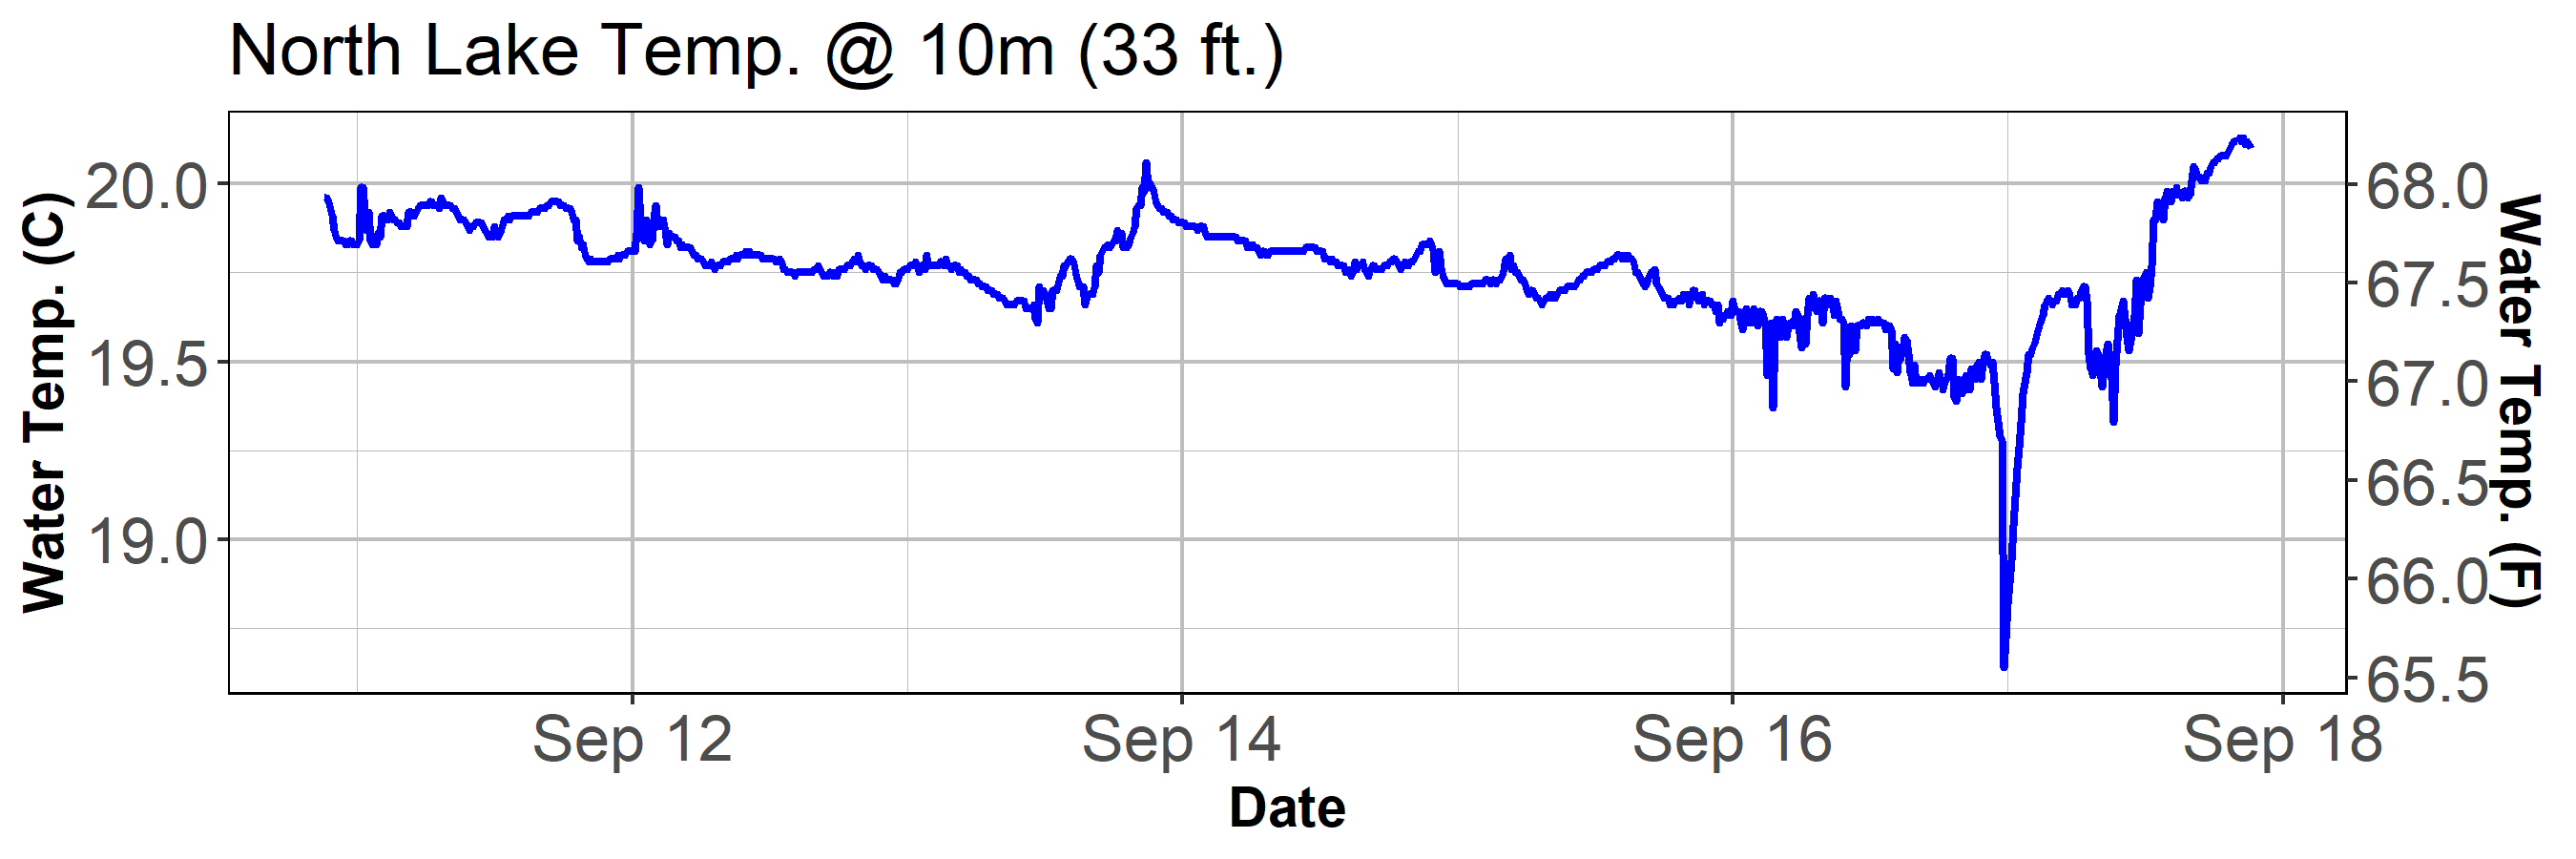 North Lake Temp. @ 10m (33 ft.)
Water Temp. (C)
20.0
19.5
19.0
68.0
67.5
67.0
66.5
66.0
65.5
Water Temp. (F)
Sep 12
Sep 14
Sep 16
Sep 18
Date